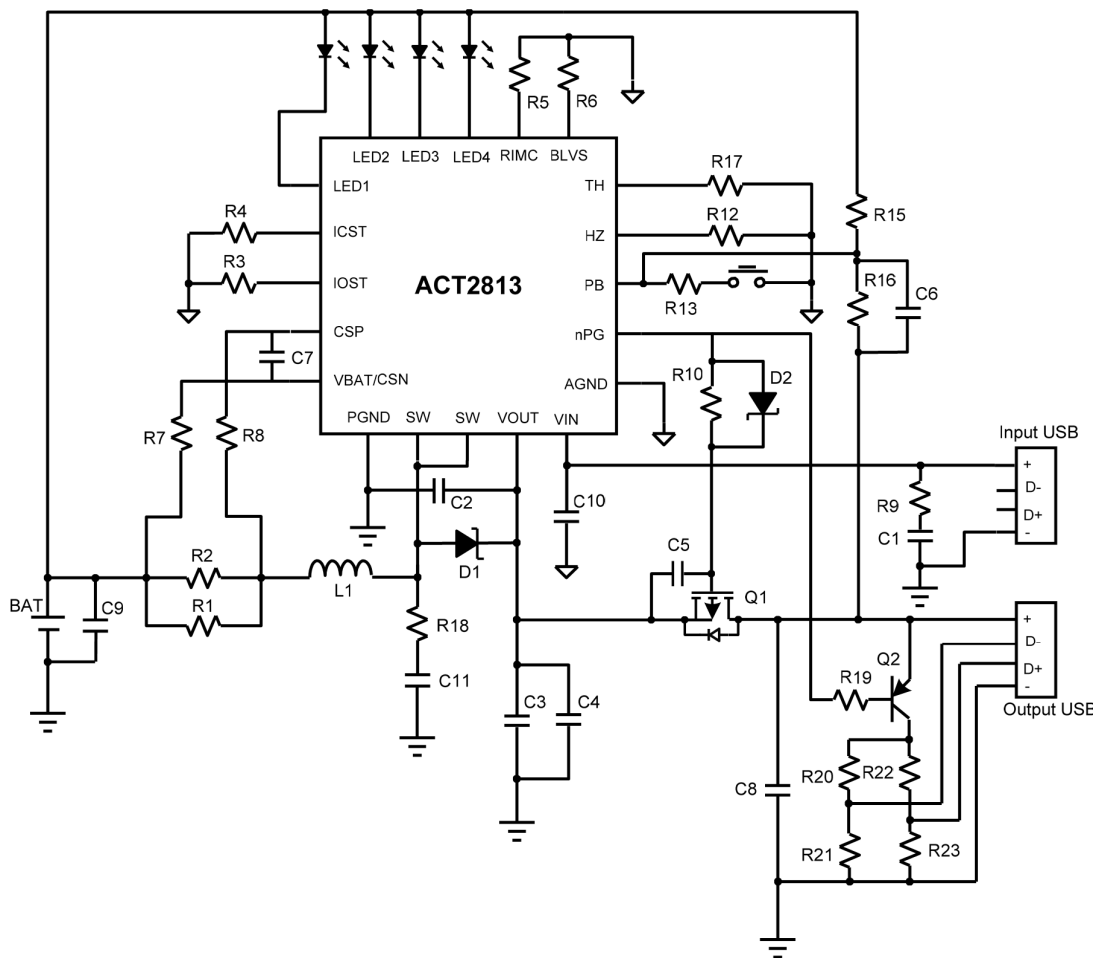 R5
R6
LED2
LED3
LED4
RIMC
BLVS
LED1
TH
R17
R4
ICST
HZ
R12
R15
R3
IOST
ACT2813
PB
R13
R16
C6
CSP
nPG
C7
VBAT/CSN
AGND
R10
D2
R7
R8
PGND
SW
SW
VOUT
VIN
Input USB
+
D-
D+
-
C2
C10
R9
C1
R2
L1
D1
C5
Q1
BAT
C9
R1
R18
C11
C3
C4
+
D-
D+
-
Output USB
Q2
R19
R20
R22
C8
R21
R23